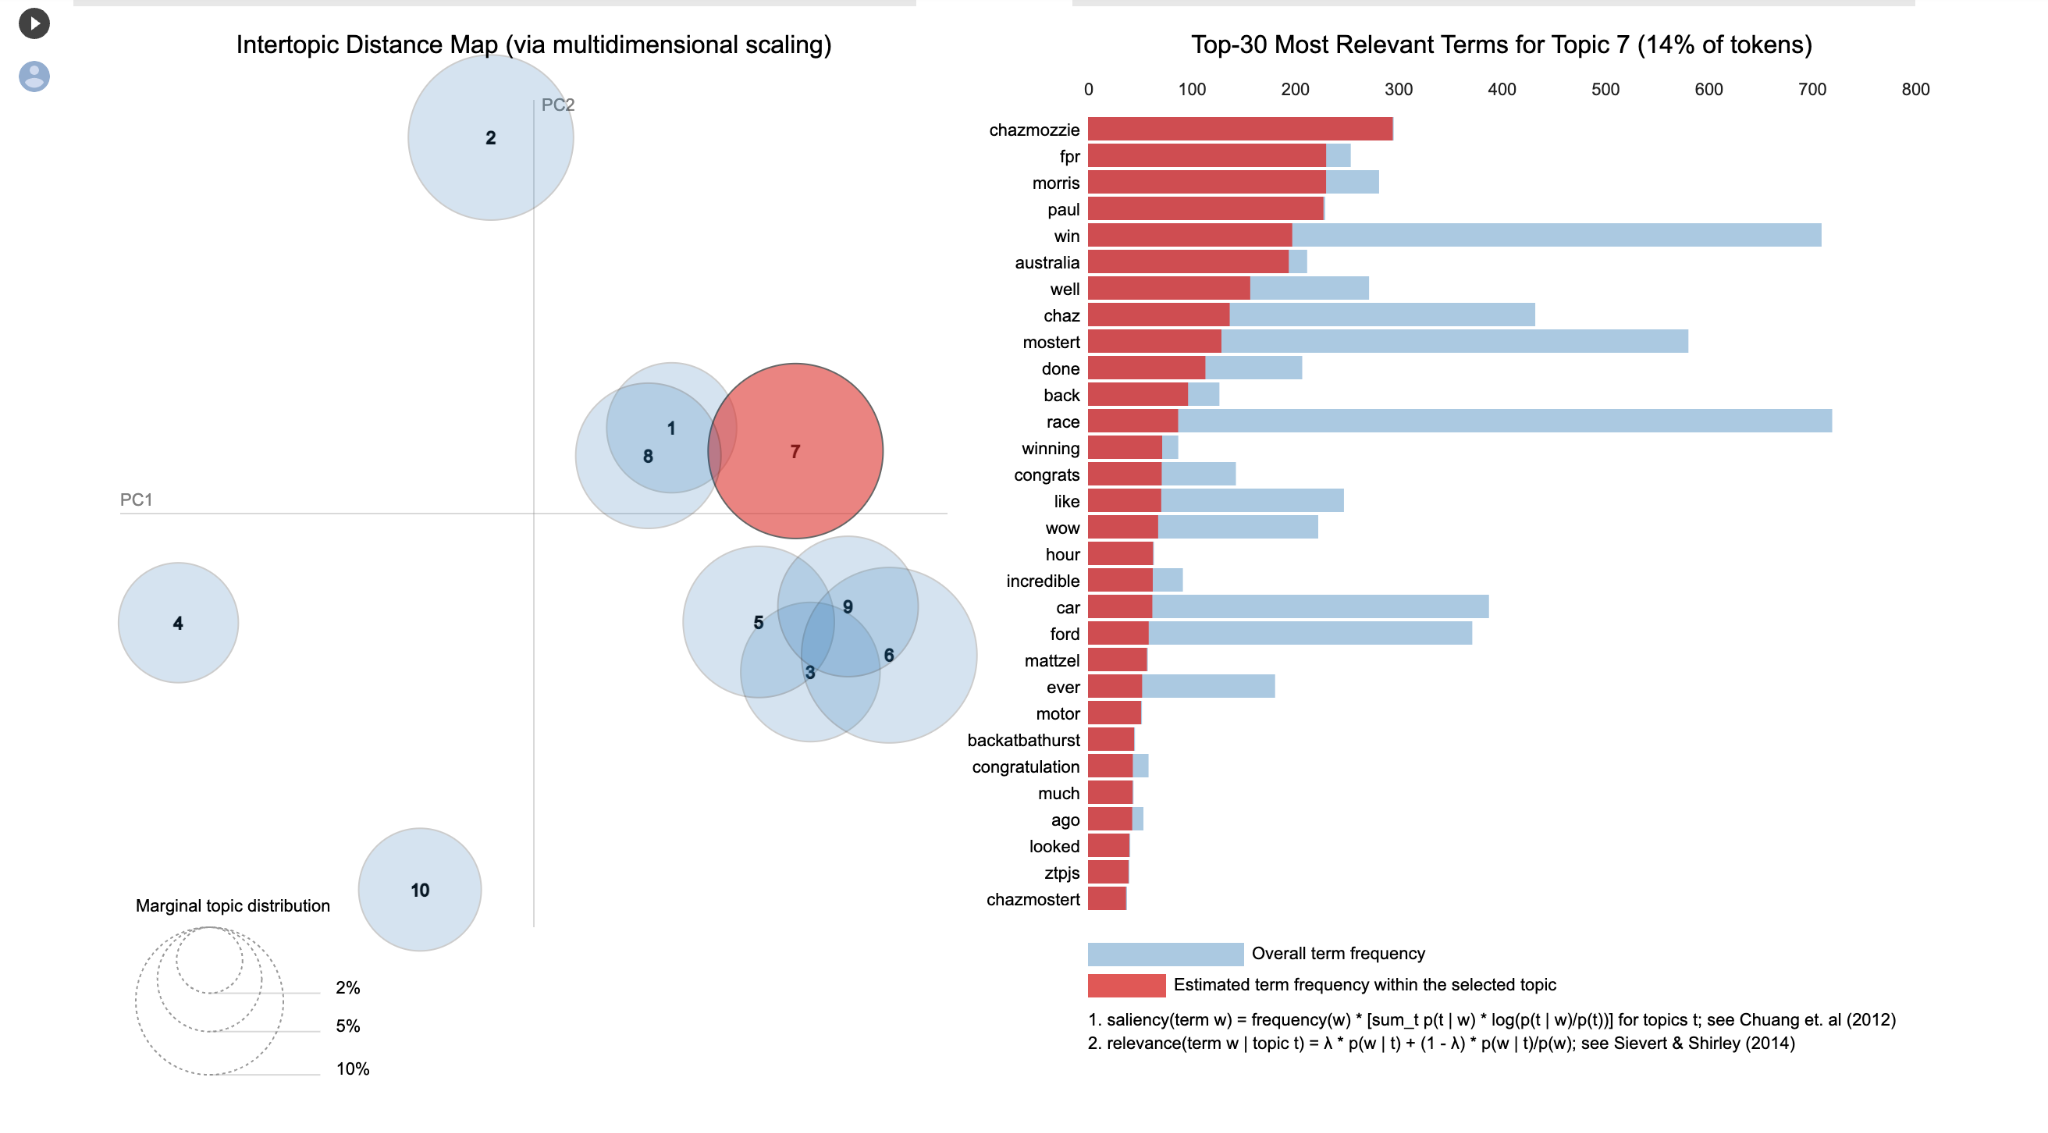 Intertopic Distance Map (via multidimensional scaling)
PC2
2
1
8
7
PC1
4
5
9
6
3
10
Marginal topic distribution
2%
5%
10%
Top-30 Most Relevant Terms for Topic 7 (14% of tokens)
0 100 200 300 400 500 600 700 800
chazmozzie
fpr
morris
paul
win
australia
well
chaz
mostert
done
back
race
winning
congrats
like
wow
hour
incredible
car
ford
mattzel
ever
motor
backatbathurst
congratulation
much
ago
looked
ztpjs
chazmostert
Overall term frequency
Estimated term frequency within the selected topic
1. saliency(term w) = frequency(w) * [sum_t p(t | w) * log(p(t | w)/p(t))] for topics t; see Chuang et. al (2012)
2. relevance(term w | topic t) = λ * p(w | t) + (1 - λ) * p(w | t)/p(w); see Sievert & Shirley (2014)